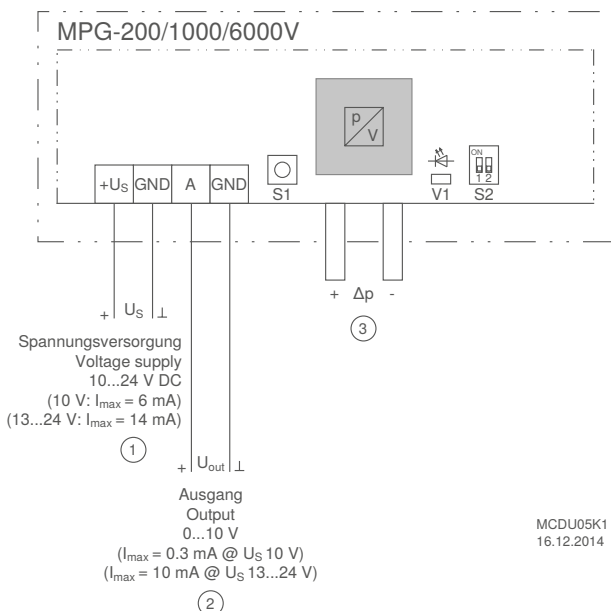 MPG-200/1000/6000V
p
V
ON
1 2
+US GND A GND
S1
V1
S2
+ Δp -
3
+ US ⊥
Spannungsversorgung
Voltage supply
10...24 V DC
(10 V: Imax = 6 mA)
(13...24 V: Imax = 14 mA)
1
+ Uout ⊥
Ausgang
Output
0...10 V
(Imax = 0.3 mA @ US 10 V)
(Imax = 10 mA @ US 13...24 V)
2
MCDU05K1
16.12.2014